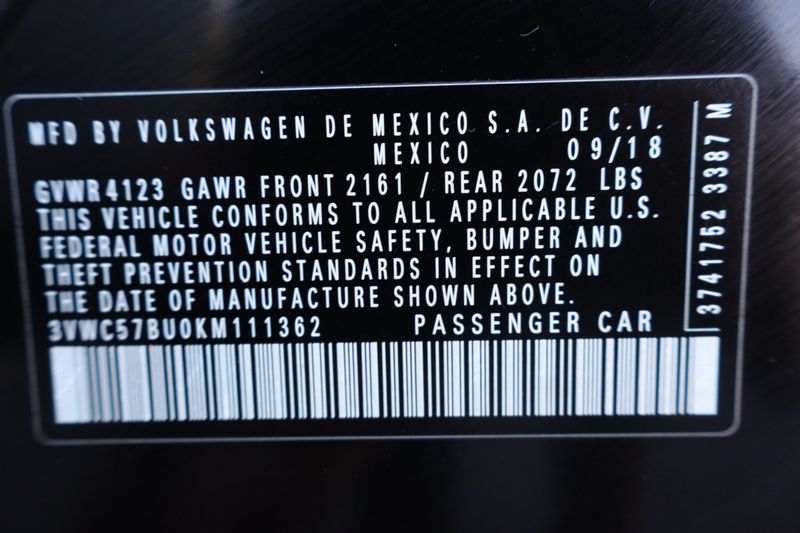 MFD BY VOLKSWAGEN DE MEXICO S.A. DE C.V.
MEXICO 09/18
GVWR 4123 GAWR FRONT 2161 / REAR 2072 LBS
THIS VEHICLE CONFORMS TO ALL APPLICABLE U.S.
FEDERAL MOTOR VEHICLE SAFETY, BUMPER AND
THEFT PREVENTION STANDARDS IN EFFECT ON
THE DATE OF MANUFACTURE SHOWN ABOVE.
3VWC57BU0KM111362 PASSENGER CAR
3741752 3387 M